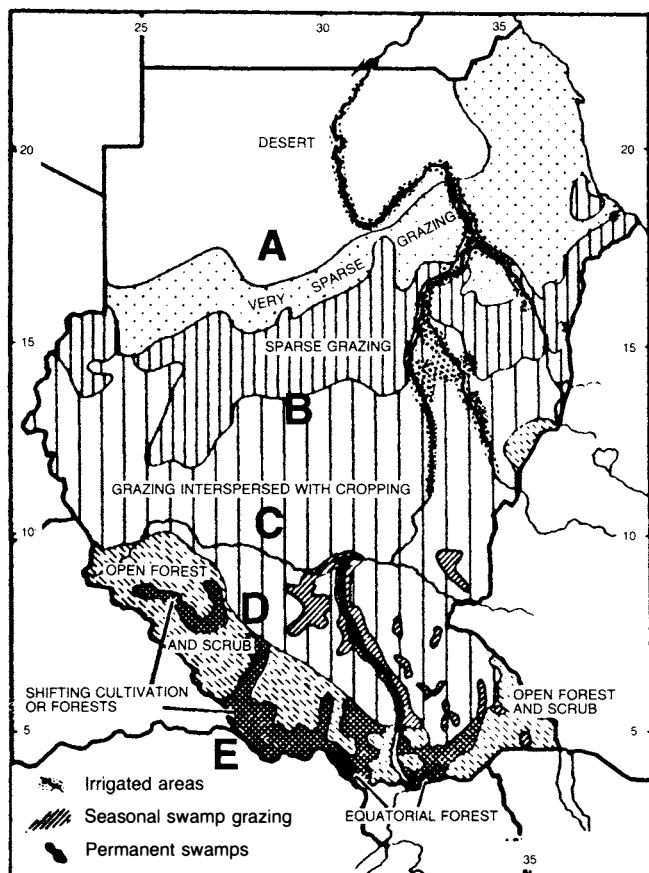 25 30 35
20 DESERT 20
A
VERY SPARSE GRAZING
15 SPARSE GRAZING 15
B
GRAZING INTERSPERSED WITH CROPPING
C
10 10
OPEN FOREST
D
AND SCRUB
SHIFTING CULTIVATION
OR FORESTS
OPEN FOREST
AND SCRUB
5 5
E
Irrigated areas
Seasonal swamp grazing
EQUATORIAL FOREST
Permanent swamps
35